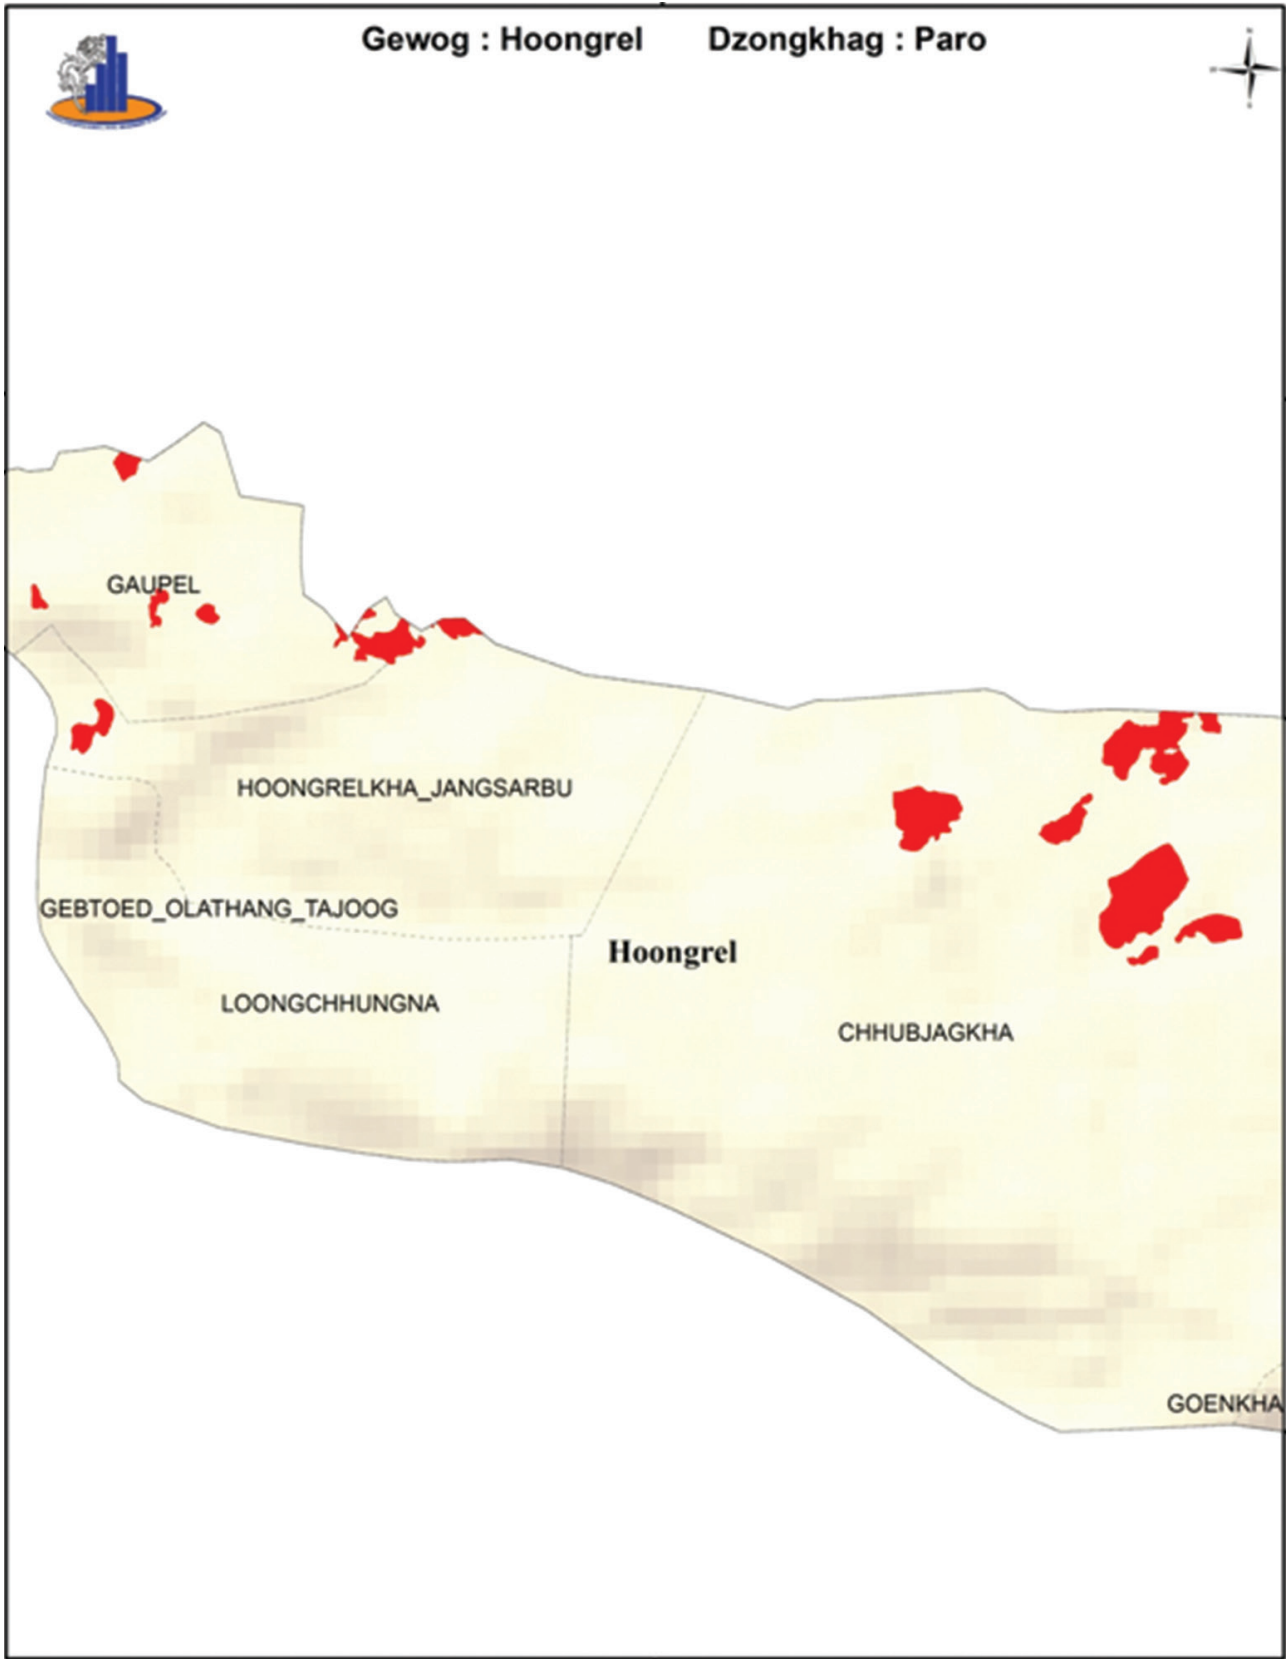 Gewog : Hoongrel Dzongkhag : Paro
GAUPEL
HOONGRELKHA_JANGSARBU
GEBTOED_OLATHANG_TAJOOG
Hoongrel
LOONGCHHUNGNA
CHHUBJAGKHA
GOENKHA